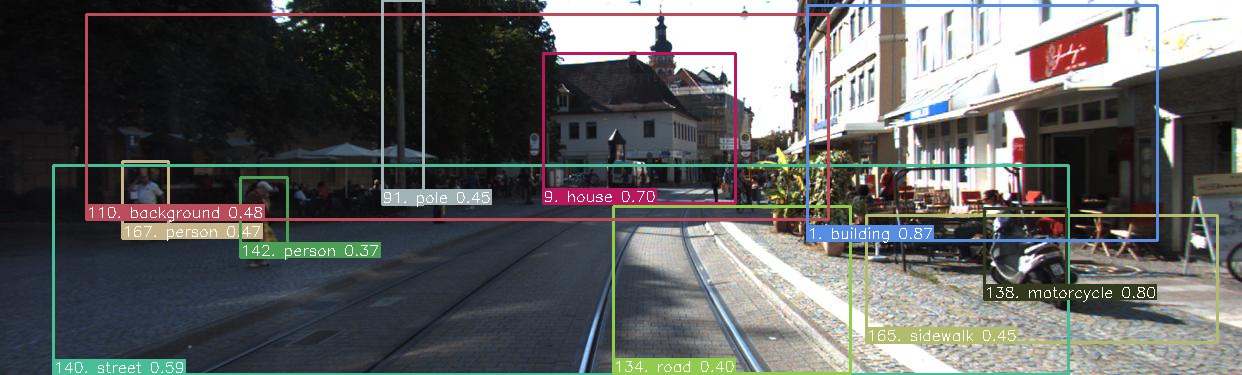 91. pole 0.45
9. house 0.70
110. background 0.48
167. person 0.47
1. building 0.87
142. person 0.37
138. motorcycle 0.80
165. sidewalk 0.45
140. street 0.59
134. road 0.40